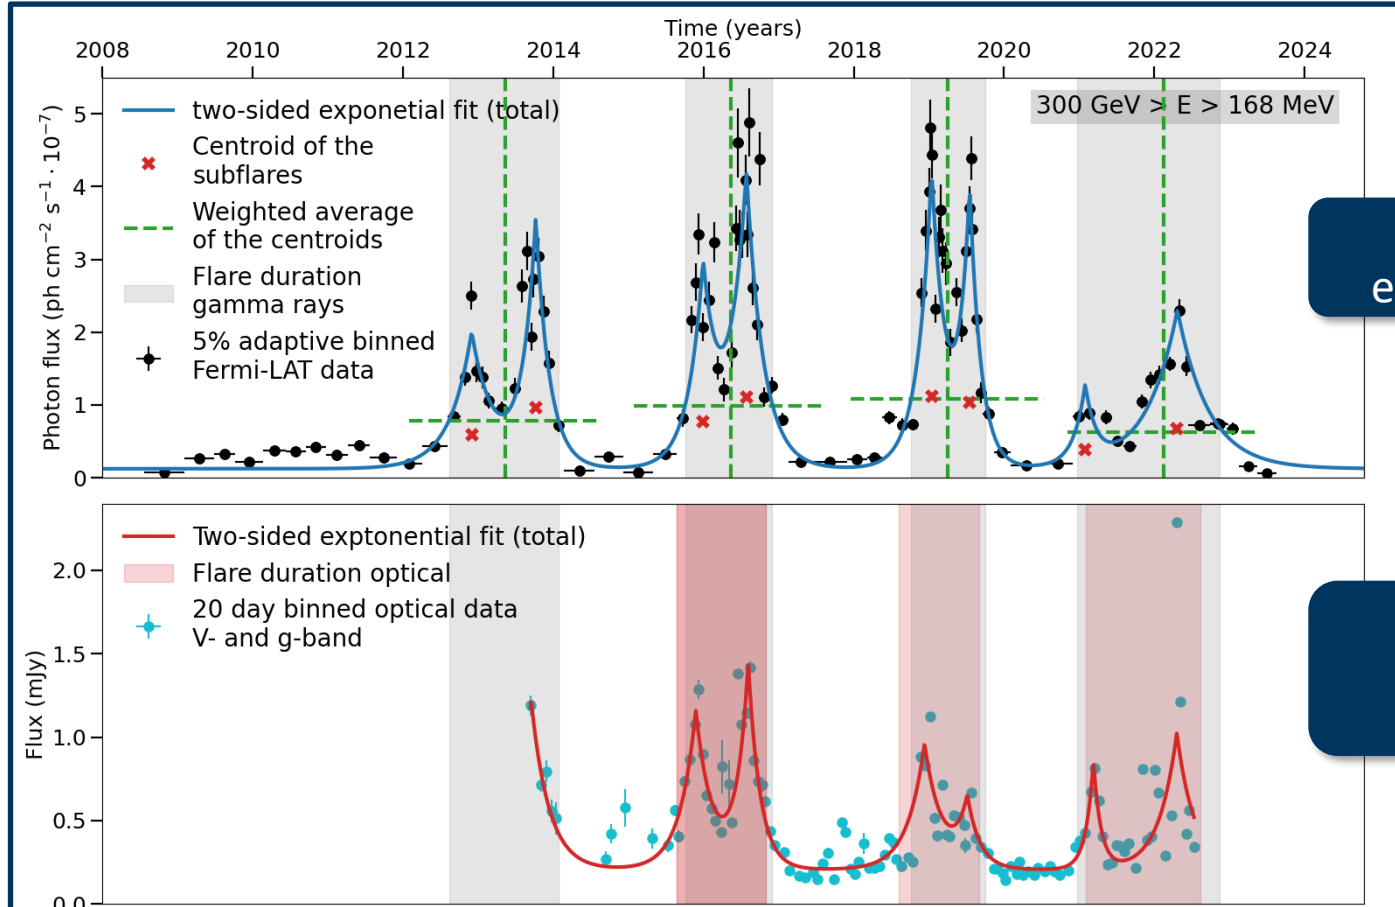 Time (years)
2008 2010 2012 2014 2016 2018 2020 2022 2024
300 GeV > E > 168 MeV
two-sided exponetial fit (total)
Centroid of the
subflares
Weighted average
of the centroids
Flare duration
gamma rays
5% adaptive binned
Fermi-LAT data
Photon flux (ph cm⁻² s⁻¹ . 10⁻⁷)
5
4
3
2
1
0
e
Two-sided exptonential fit (total)
Flare duration optical
20 day binned optical data
V- and g-band
Flux (mJy)
2.0
1.5
1.0
0.5
0.0